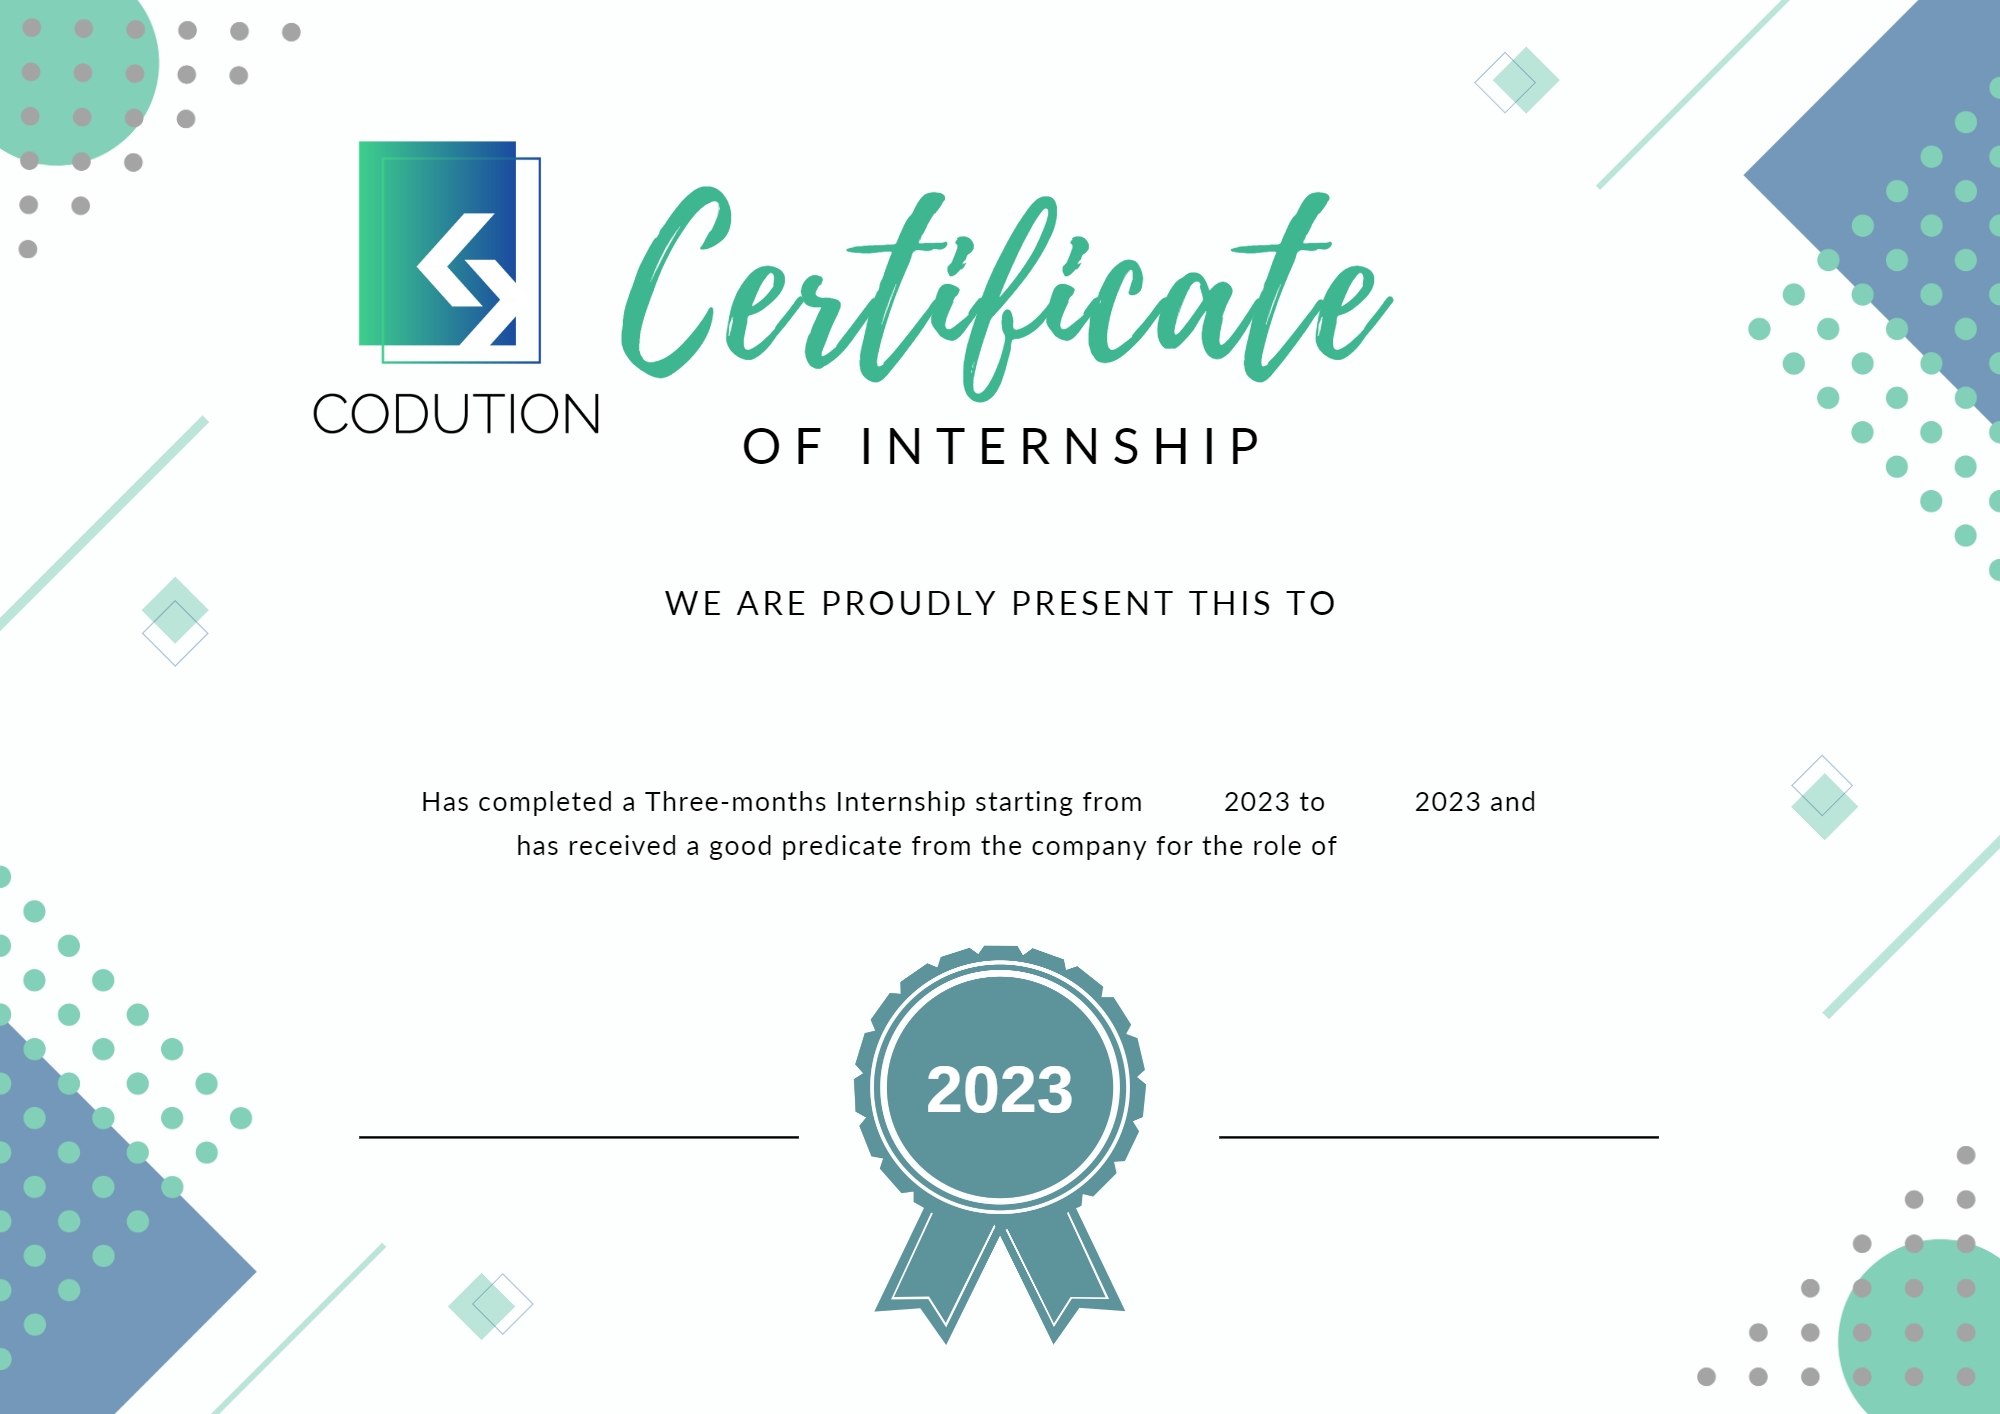 CODUTION
Certificate
OF INTERNSHIP
WE ARE PROUDLY PRESENT THIS TO
Has completed a Three-months Internship starting from 2023 to 2023 and
has received a good predicate from the company for the role of
2023